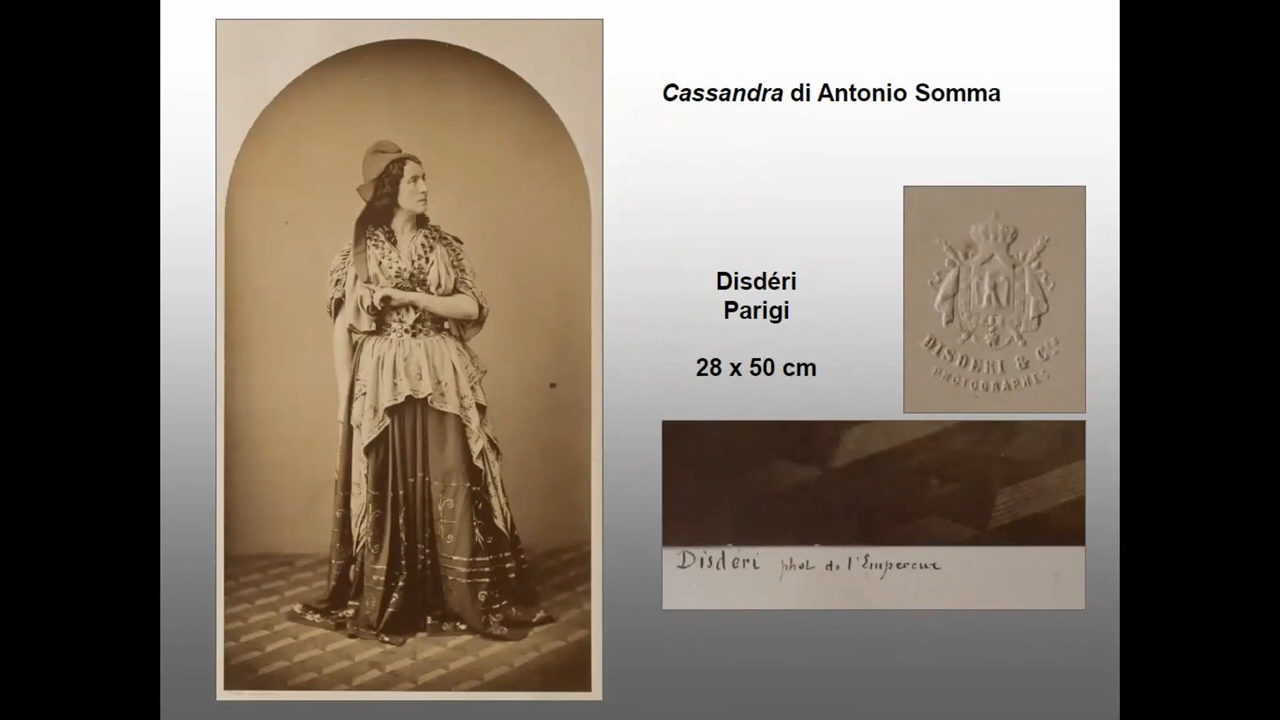 Cassandra di Antonio Somma
Disdéri
Parigi
28 x 50 cm
DISDERI & Cie
PHOTOGRAPHES
Disdéri phot de l'Empereur